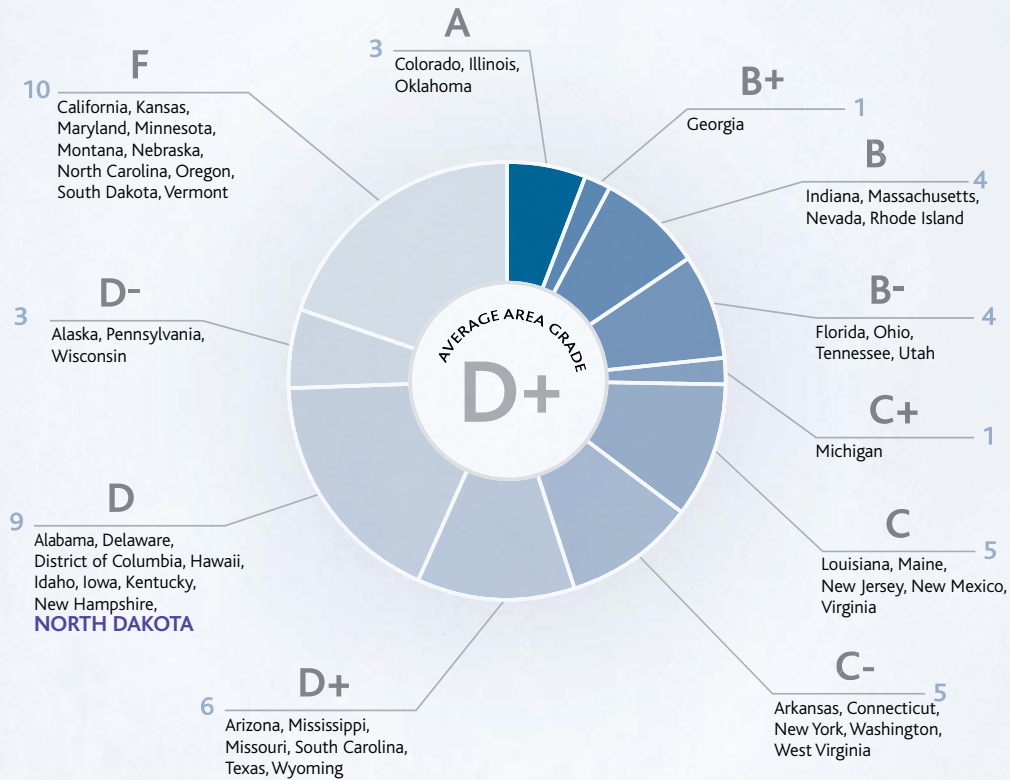 A
3
Colorado, Illinois,
Oklahoma
B+
1
Georgia
B
4
Indiana, Massachusetts,
Nevada, Rhode Island
B-
4
Florida, Ohio,
Tennessee, Utah
C+
1
Michigan
C
5
Louisiana, Maine,
New Jersey, New Mexico,
Virginia
C-
5
Arkansas, Connecticut,
New York, Washington,
West Virginia
D+
6
Arizona, Mississippi,
Missouri, South Carolina,
Texas, Wyoming
D
9
Alabama, Delaware,
District of Columbia, Hawaii,
Idaho, Iowa, Kentucky,
New Hampshire,
NORTH DAKOTA
D-
3
Alaska, Pennsylvania,
Wisconsin
F
10
California, Kansas,
Maryland, Minnesota,
Montana, Nebraska,
North Carolina, Oregon,
South Dakota, Vermont
AVERAGE AREA GRADE
D+